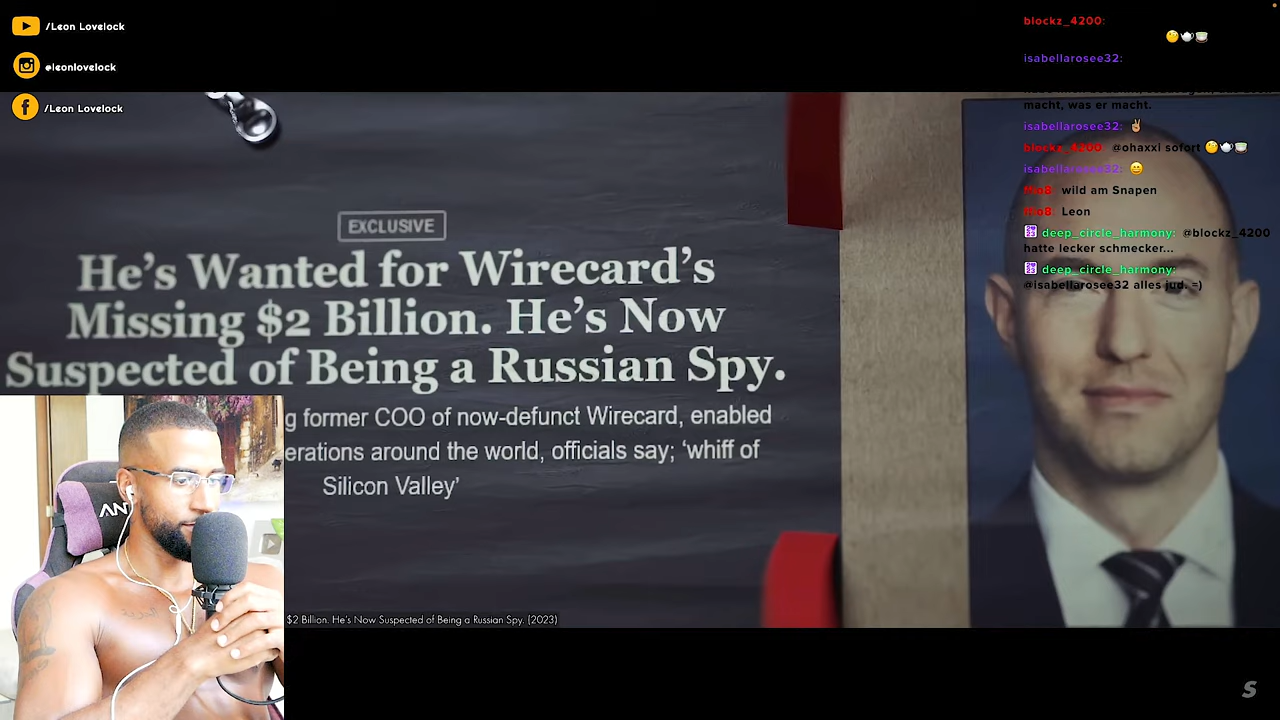 /Leon Lovelock
@leonlovelock
/Leon Lovelock
blockz_4200:
🤔🫖🍵
isabellarosee32:
macht, was er macht.
isabellarosee32: ✌🏽
blockz_4200 @ohaxxl sofort 🤔🫖🍵
isabellarosee32: 😄
wild am Snapen
Leon
deep_circle_harmony: @blockz_4200
hatte lecker schmecker...
deep_circle_harmony:
@isabellarosee32 alles jud. =)
EXCLUSIVE
He's Wanted for Wirecard's
Missing $2 Billion. He's Now
Suspected of Being a Russian Spy.
former COO of now-defunct Wirecard, enabled
around the world, officials say; 'whiff of
Silicon Valley'
AN
$2 Billion. He's Now Suspected of Being a Russian Spy. (2023)
S